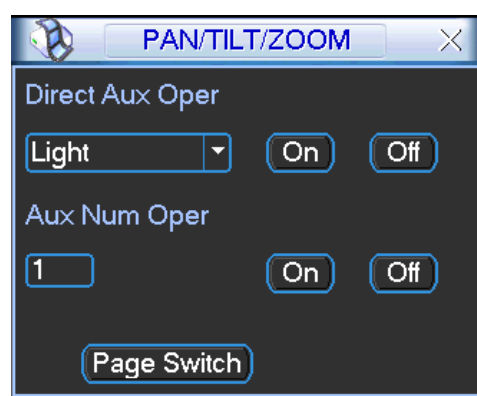 PAN/TILT/ZOOM
Direct Aux Oper
Light On Off
Aux Num Oper
1 On Off
Page Switch